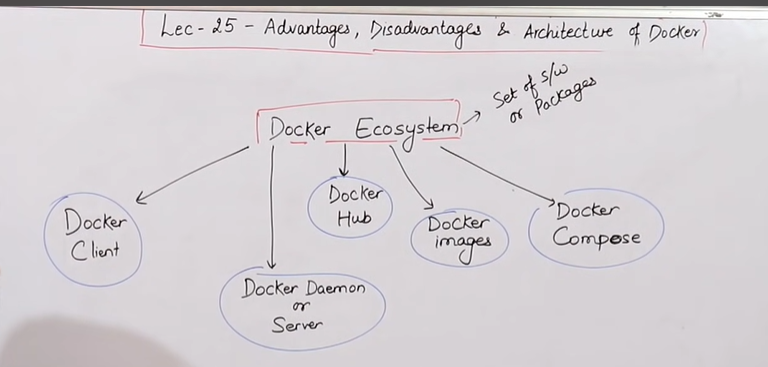 Lec-25 - Advantages, Disadvantages & Architecture of Docker
Set of s/w
or Packages
Docker Ecosystem
Docker
Client
Docker Daemon
or
Server
Docker
Hub
Docker
images
Docker
Compose